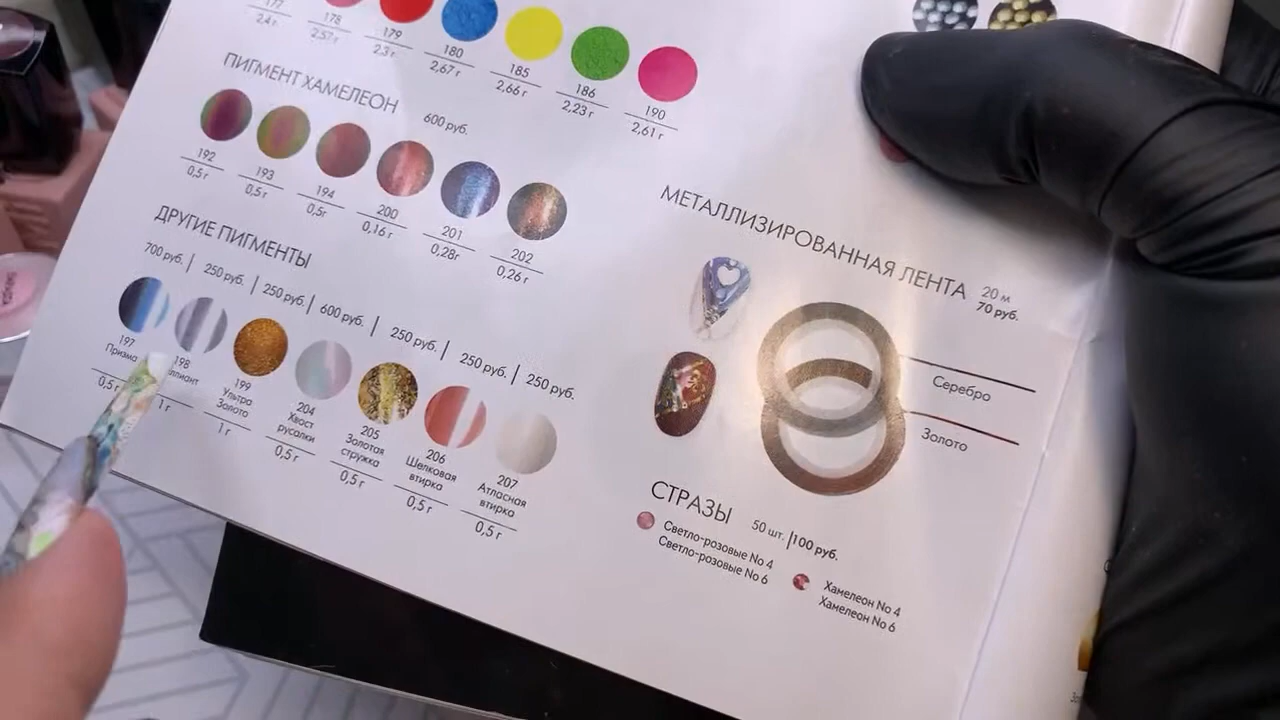 177
2,4 г
178
2,57 г
179
2,3 г
180
2,67 г
185
2,66 г
186
2,23 г
190
2,61 г
ПИГМЕНТ ХАМЕЛЕОН
600 руб.
192
0,5 г
193
0,5 г
194
0,5г
200
0,16 г
201
0,28г
202
0,26 г
ДРУГИЕ ПИГМЕНТЫ
700 руб. | 250 руб. | 250 руб. | 600 руб. | 250 руб. | 250 руб. | 250 руб.
197
Призма
0,5 г
198
1 г
199
Ультра
Золото
1 г
204
Хвост
русалки
0,5 г
205
Золотая
стружка
0,5 г
206
Шелковая
втирка
0,5 г
207
Атласная
втирка
0,5 г
МЕТАЛЛИЗИРОВАННАЯ ЛЕНТА
20 м
70 руб.
Серебро
Золото
СТРАЗЫ
50 шт. | 100 руб.
Светло-розовые No 4
Светло-розовые No 6
Хамелеон No 4
Хамелеон No 6